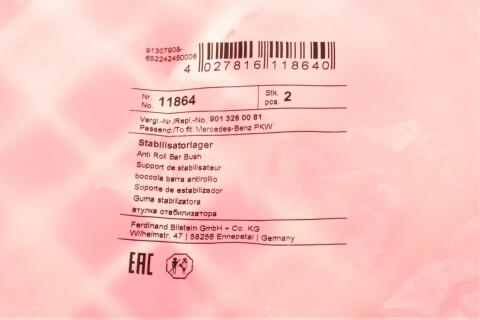 91307908-
652242450006
4 027816 118640
Nr.
No. 11864
Stk.
pos. 2
Vergl.-Nr./Repl.-No. 901 326 00 81
Passend:/To fit: Mercedes-Benz PKW
Stabilisatorlager
Anti Roll Bar Bush
Support de stabilisateur
boccola barra antirollio
Soporte de estabilizador
Guma stabilizatora
втулка стабилизатора
Ferdinand Bilstein GmbH + Co. KG
Wilhelmstr. 47 | 58256 Ennepetal | Germany
EAC